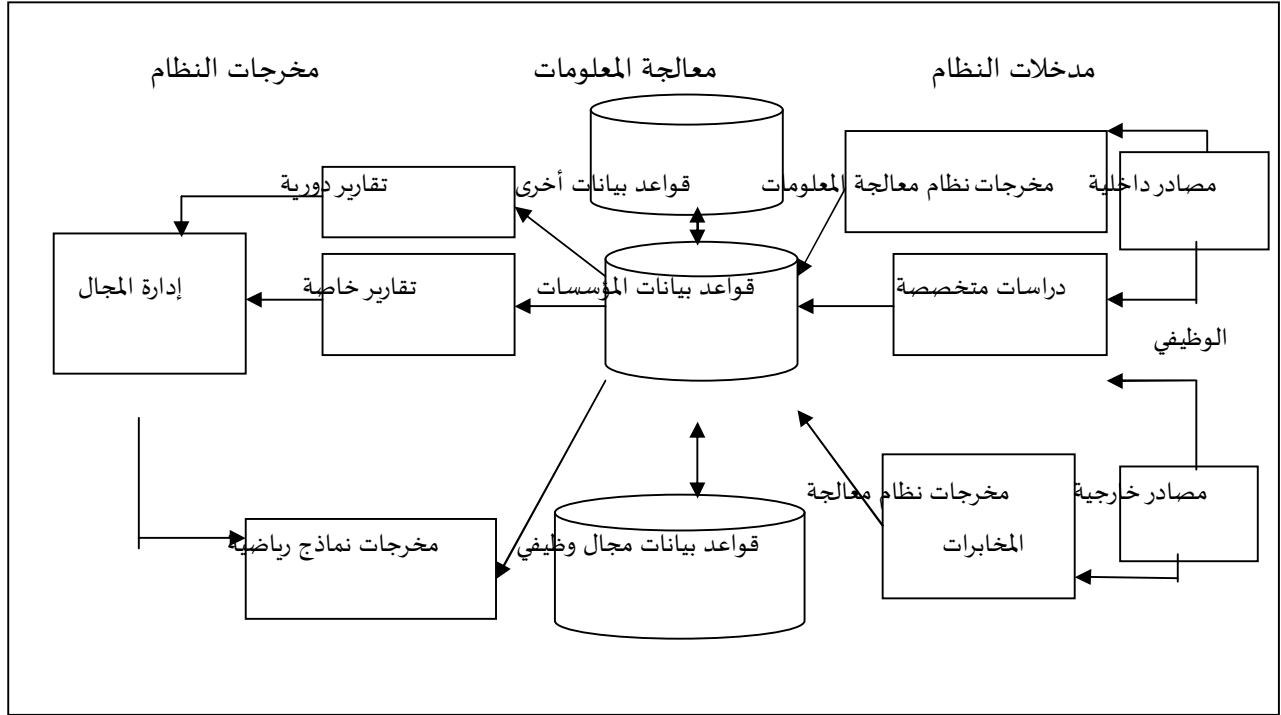 مدخلات النظام معالجة المعلومات مخرجات النظام
مصادر داخلية مخرجات نظام معالجة المعلومات قواعد بيانات أخرى تقارير دورية
دراسات متخصصة قواعد بيانات المؤسسات تقارير خاصة إدارة المجال
الوظيفي
مصادر خارجية مخرجات نظام معالجة
المخابرات قواعد بيانات مجال وظيفي مخرجات نماذج رياضية